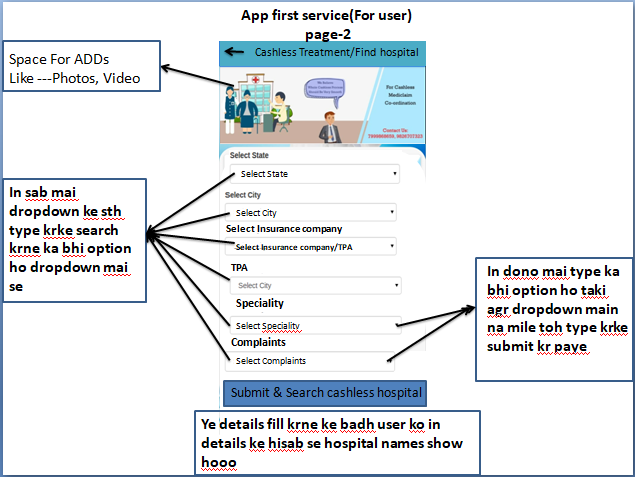 App first service(For user)
page-2
Space For ADDs
Like ---Photos, Video
Cashless Treatment/Find hospital
We Believe
For Cashless
Mediclaim
Co-ordination
Contact Us:
Select State
Select State
Select City
Select City
Select Insurance company
Select Insurance company/TPA
TPA
Select City
Speciality
Select Speciality
Complaints
Select Complaints
Submit & Search cashless hospital
In sab mai
dropdown ke sth
type krke search
krne ka bhi option
ho dropdown mai
se
In dono mai type ka
bhi option ho taki
agr dropdown main
na mile toh type krke
submit kr paye
Ye details fill krne ke badh user ko in
details ke hisab se hospital names show
hooo